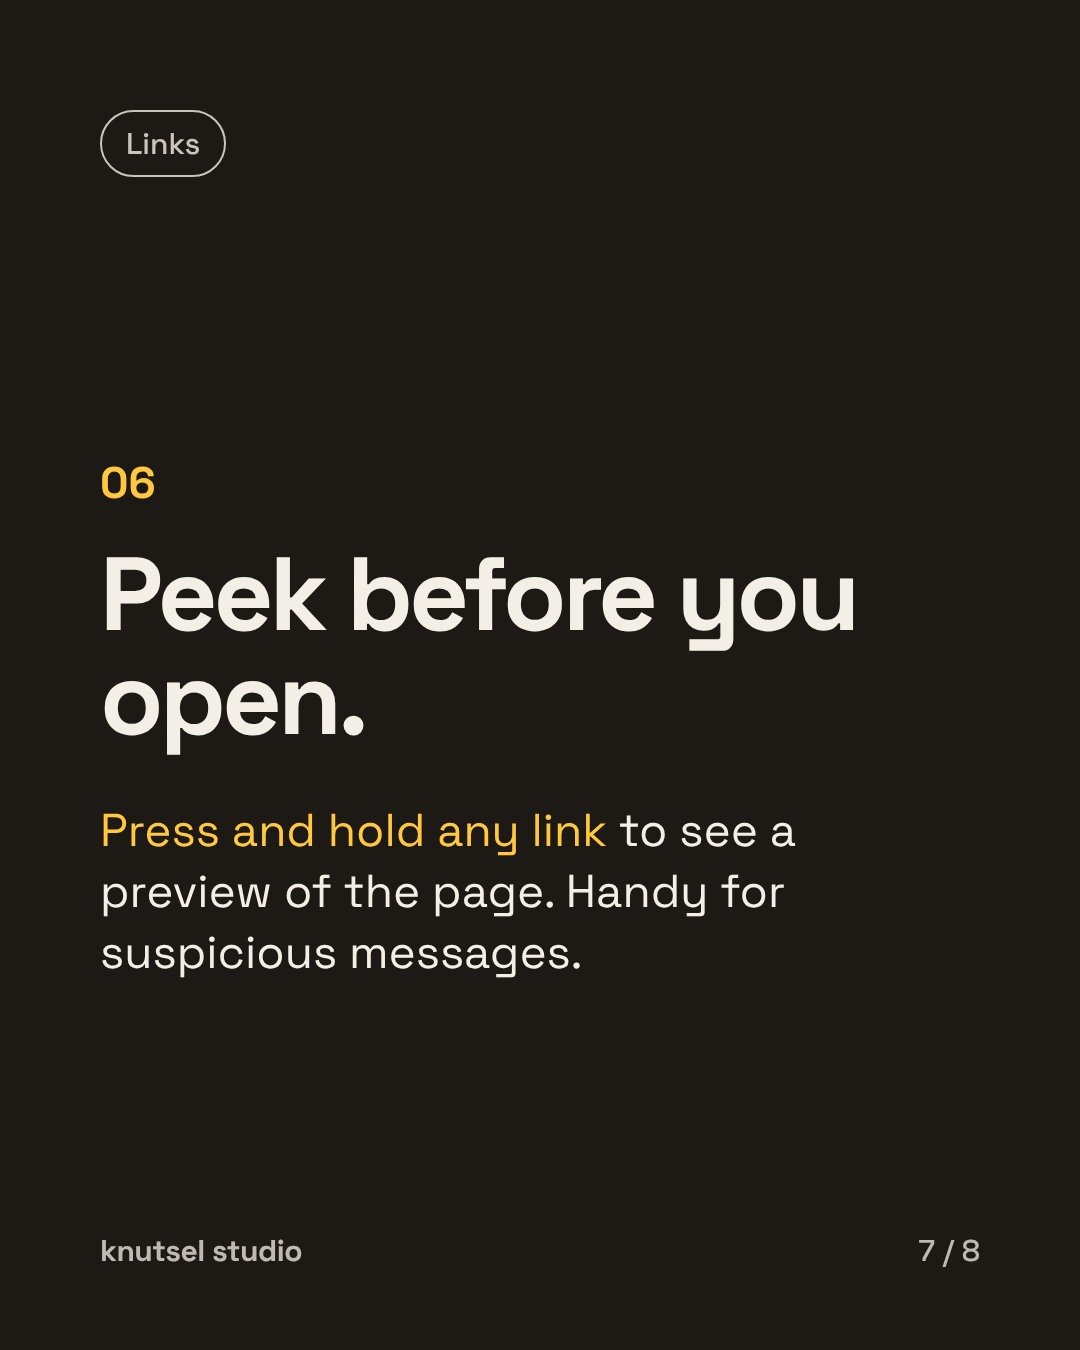 Links
06
Peek before you
open.
Press and hold any link to see a
preview of the page. Handy for
suspicious messages.
knutsel studio
7 / 8